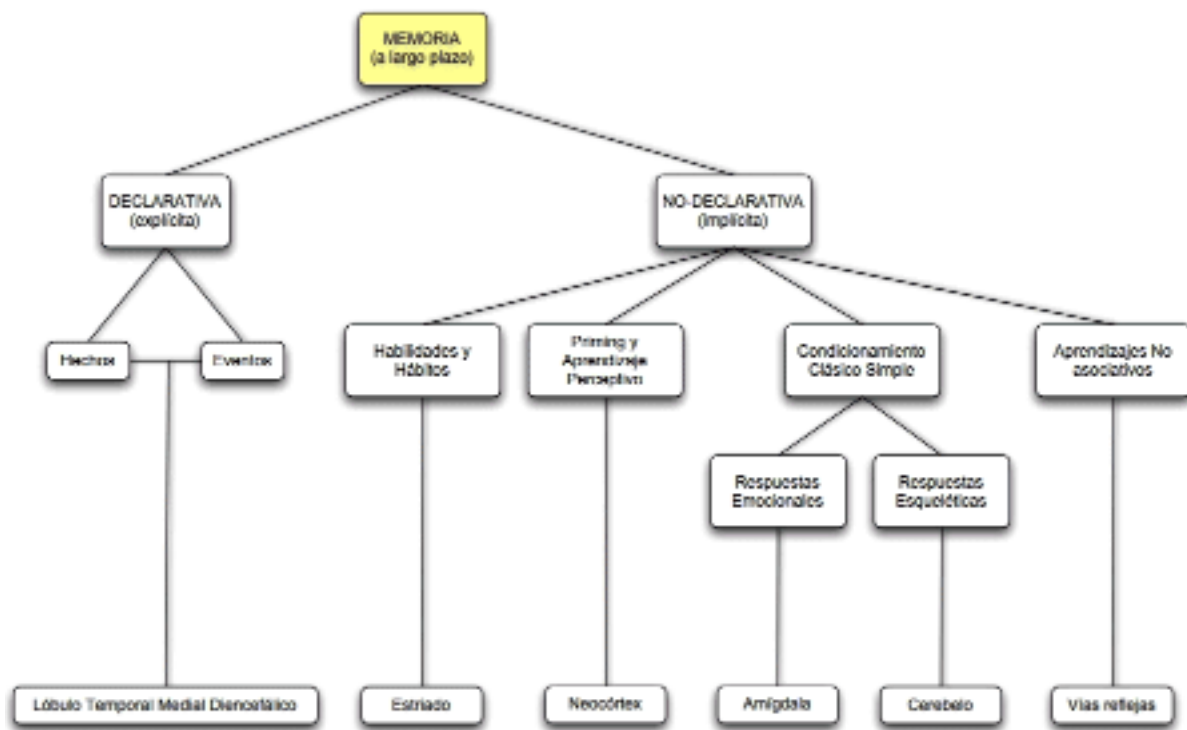 MEMORIA
(a largo plazo)
DECLARATIVA
(explícita)
NO-DECLARATIVA
(implícita)
Hechos
Eventos
Habilidades y
Hábitos
Priming y
Aprendizaje
Perceptivo
Condicionamiento
Clásico Simple
Aprendizajes No
asociativos
Respuestas
Emocionales
Respuestas
Esqueléticas
Lóbulo Temporal Medial Diencefálico
Estriado
Neocórtex
Amígdala
Cerebelo
Vías reflejas